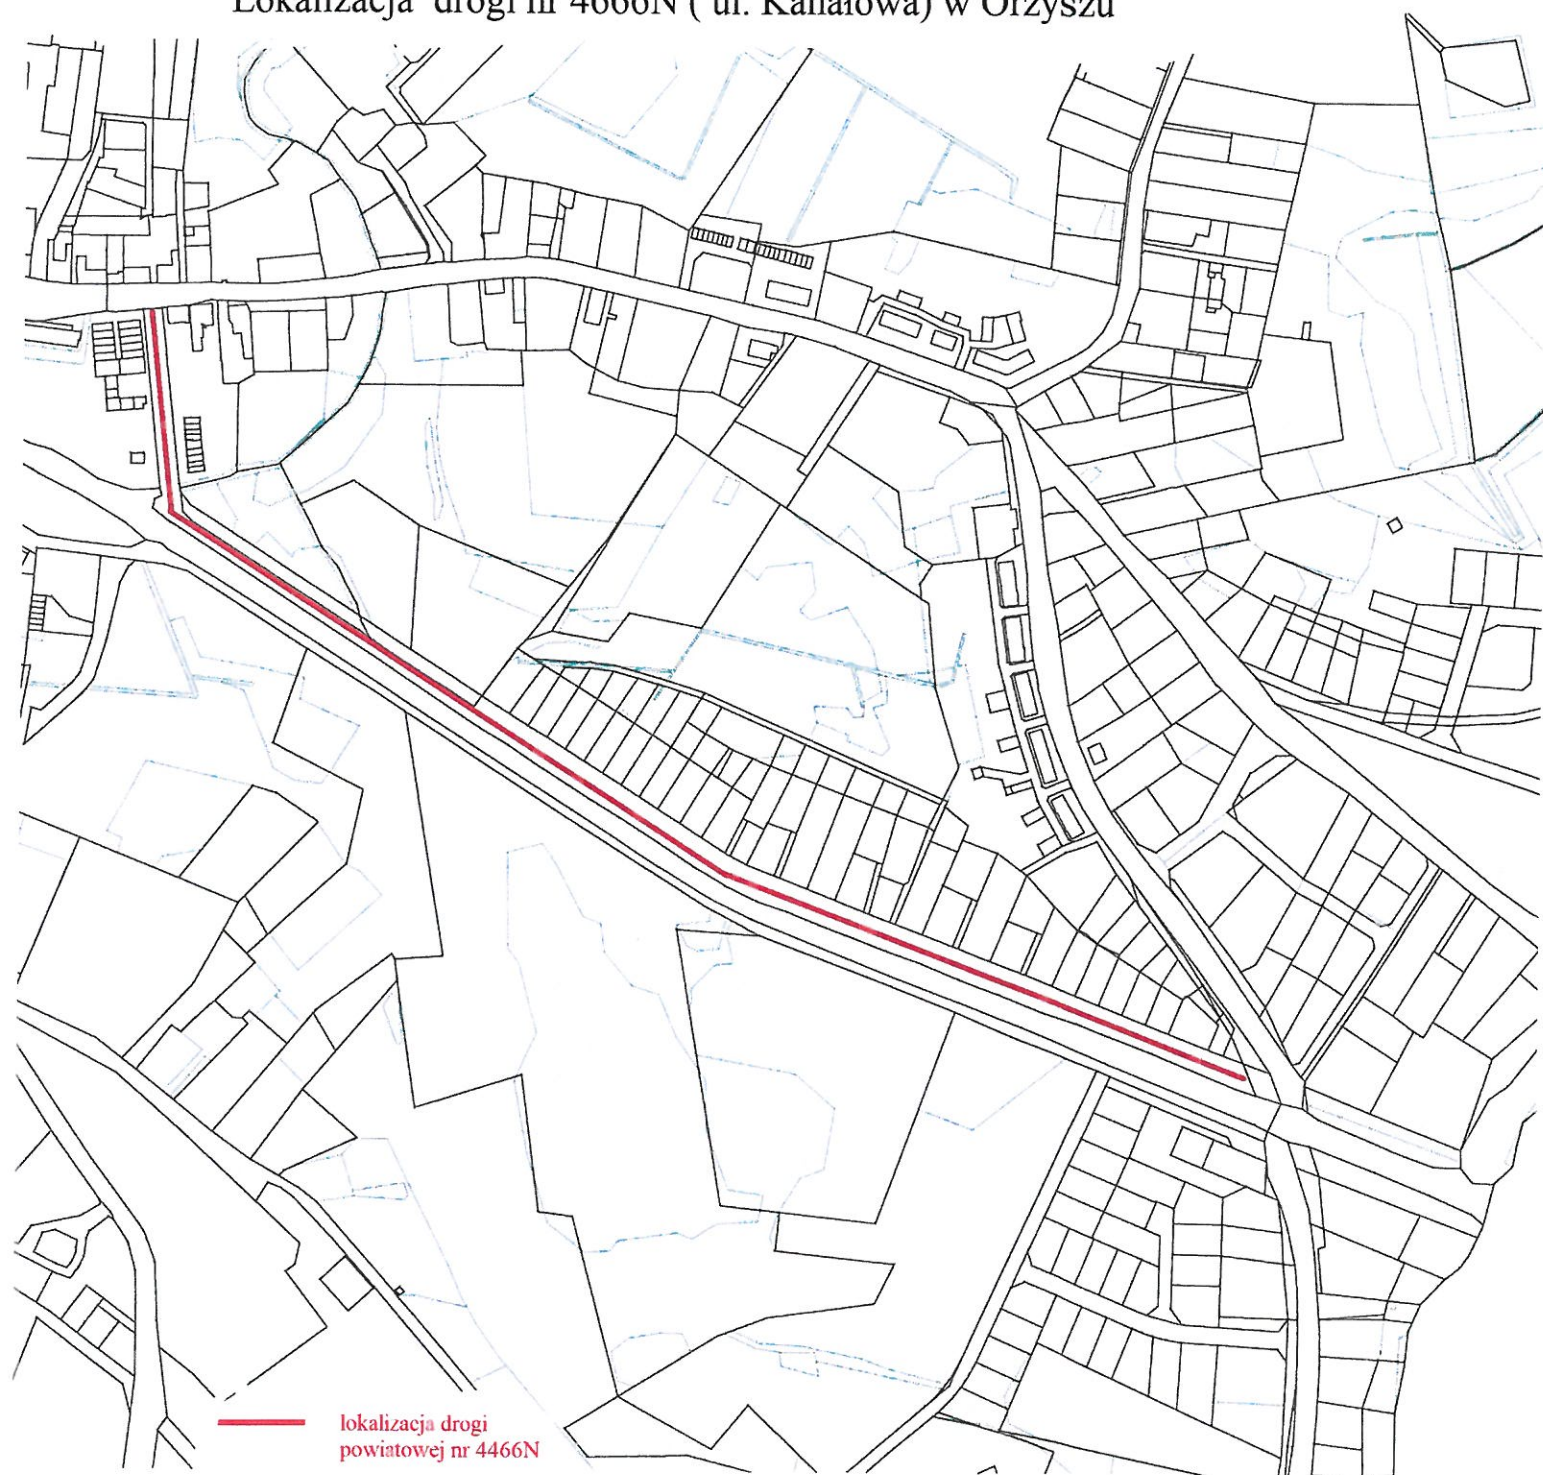 Lokalizacja drogi nr 4666N ( ul. Kanałowa) w Orzyszu
lokalizacja drogi
powiatowej nr 4466N